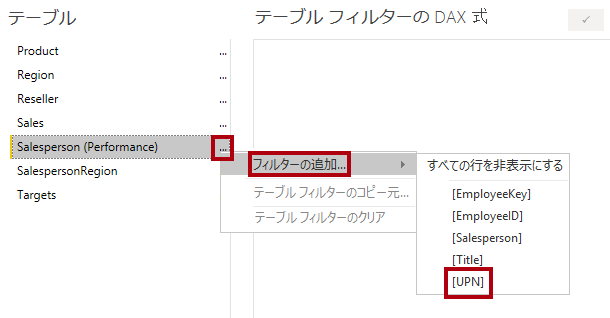 テーブル
テーブル フィルターの DAX 式
✓
Product ...
Region ...
Reseller ...
Sales ...
Salesperson (Performance) ...
SalespersonRegion
Targets
フィルターの追加...
テーブル フィルターのコピー元...
テーブル フィルターのクリア
すべての行を非表示にする
[EmployeeKey]
[EmployeeID]
[Salesperson]
[Title]
[UPN]